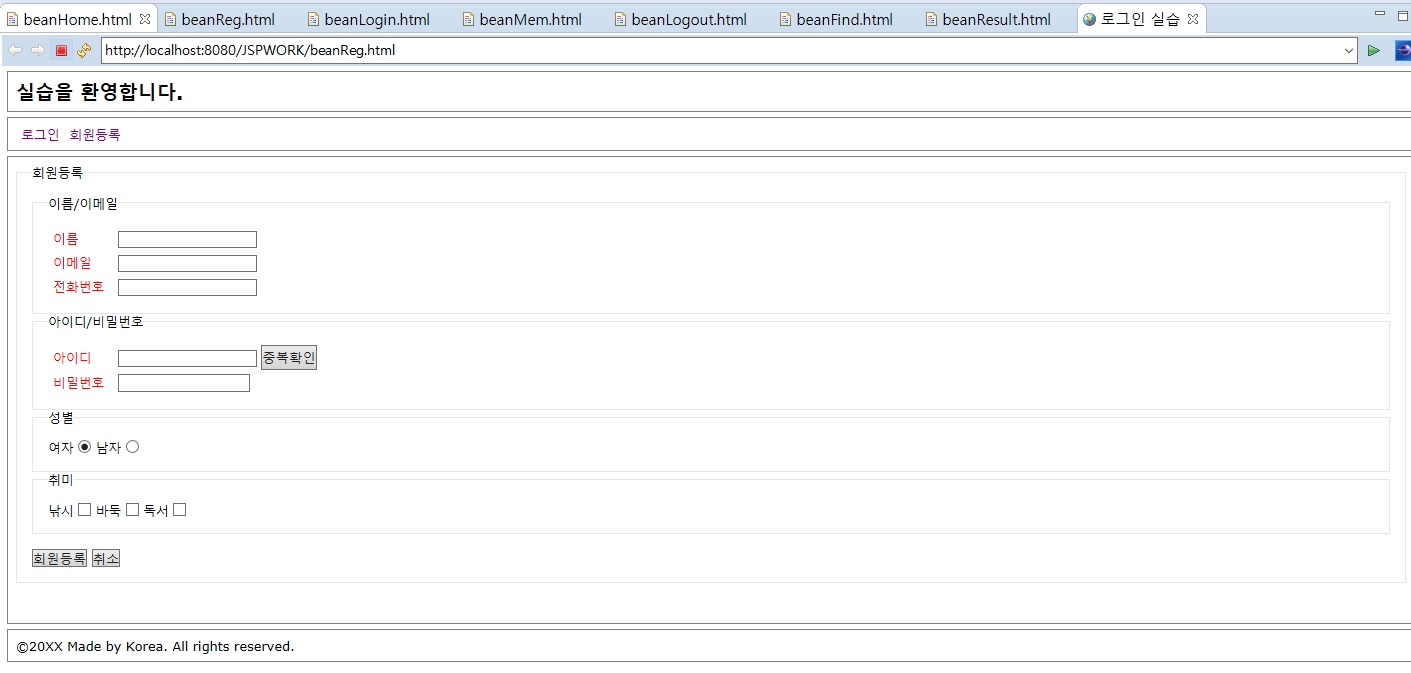 beanHome.html beanReg.html beanLogin.html beanMem.html beanLogout.html beanFind.html beanResult.html 로그인 실습
http://localhost:8080/JSPWORK/beanReg.html
실습을 환영합니다.
로그인 회원등록
회원등록
이름/이메일
이름
이메일
전화번호
아이디/비밀번호
아이디 중복확인
비밀번호
성별
여자 남자
취미
낚시 바둑 독서
회원등록 취소
©20XX Made by Korea. All rights reserved.